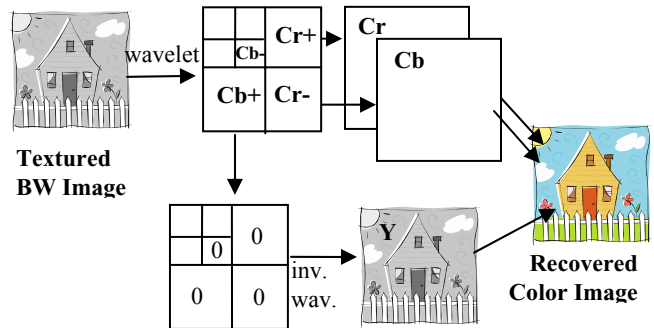 wavelet
Cr+
Cb-
Cb+
Cr-
Cr
Cb
Textured
BW Image
0
0
0
0
inv.
wav.
Y
Recovered
Color Image